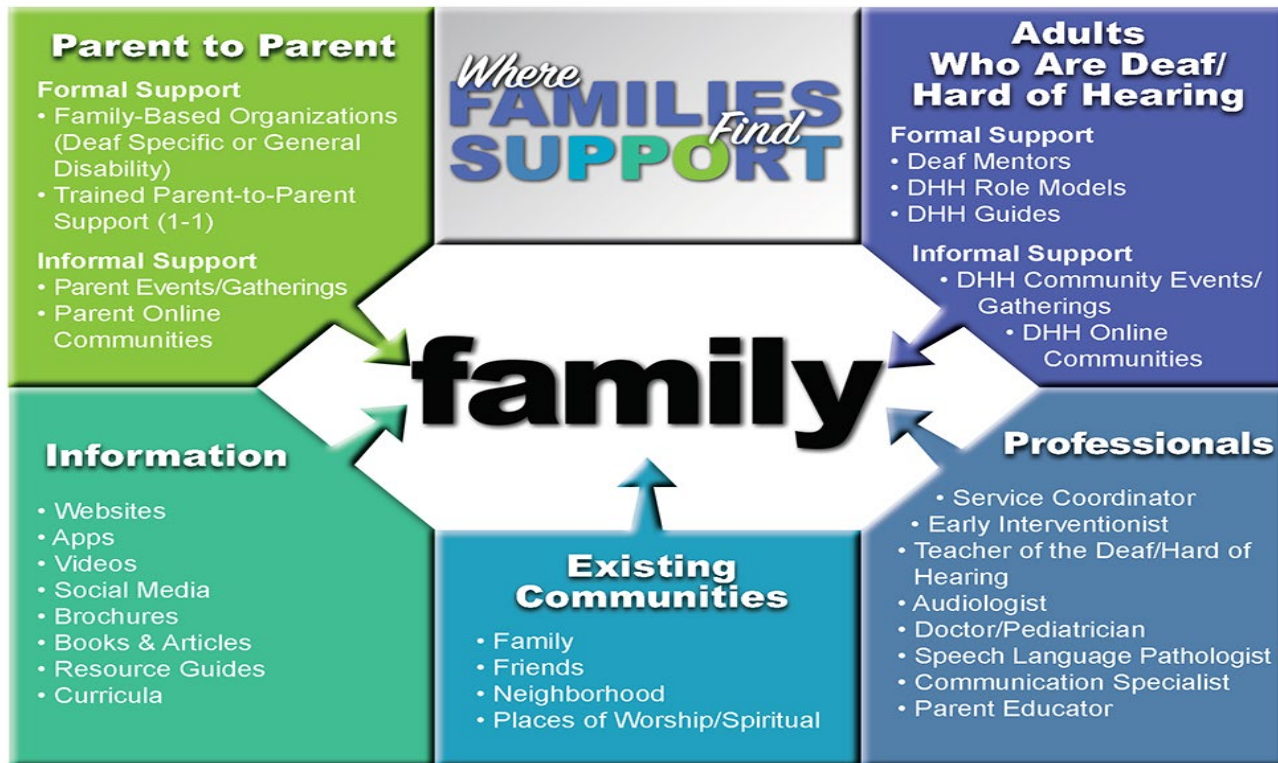 Parent to Parent
Formal Support
• Family-Based Organizations
(Deaf Specific or General
Disability)
• Trained Parent-to-Parent
Support (1-1)
Informal Support
• Parent Events/Gatherings
• Parent Online
Communities
Where
FAMILIES
Find
SUPPORT
Adults
Who Are Deaf/
Hard of Hearing
Formal Support
• Deaf Mentors
• DHH Role Models
• DHH Guides
Informal Support
• DHH Community Events/
Gatherings
• DHH Online
Communities
family
Information
• Websites
• Apps
• Videos
• Social Media
• Brochures
• Books & Articles
• Resource Guides
• Curricula
Existing
Communities
• Family
• Friends
• Neighborhood
• Places of Worship/Spiritual
Professionals
• Service Coordinator
• Early Interventionist
• Teacher of the Deaf/Hard of
Hearing
• Audiologist
• Doctor/Pediatrician
• Speech Language Pathologist
• Communication Specialist
• Parent Educator